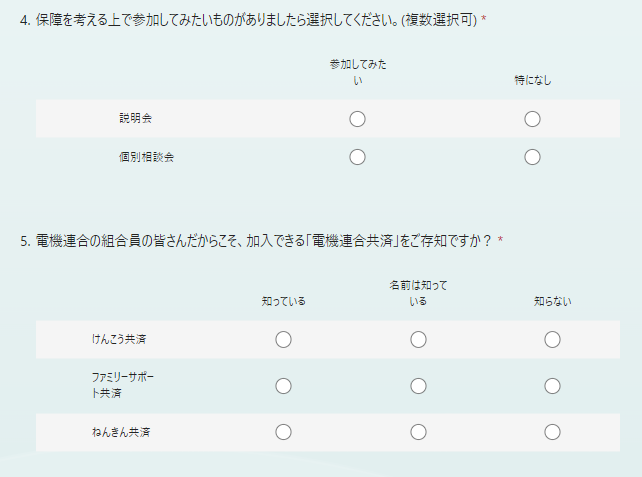 4. 保障を考える上で参加してみたいものがありましたら選択してください。(複数選択可) *
参加してみた
い
特になし
説明会
個別相談会
5. 電機連合の組合員の皆さんだからこそ、加入できる「電機連合共済」をご存知ですか？ *
知っている
名前は知って
いる
知らない
けんこう共済
ファミリーサポー
ト共済
ねんきん共済